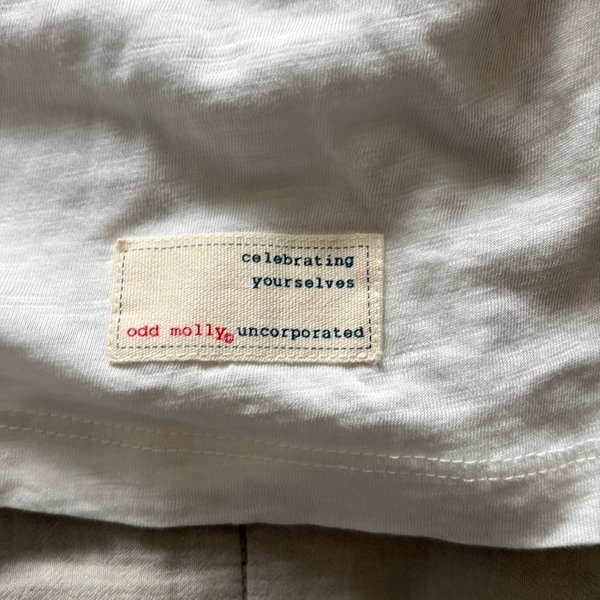 celebrating
yourselves
odd molly® uncorporated